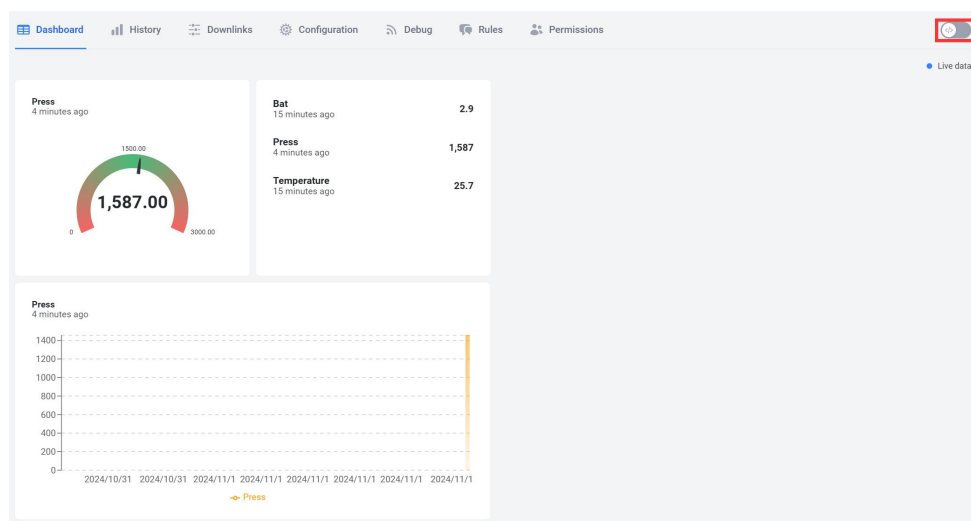 Dashboard History Downlinks Configuration Debug Rules Permissions
</>
Live data
Press
4 minutes ago
1500.00
1,587.00
0 3000.00
Bat 2.9
15 minutes ago
Press 1,587
4 minutes ago
Temperature 25.7
15 minutes ago
Press
4 minutes ago
1400
1200
1000
800
600
400
200
0
2024/10/31 2024/10/31 2024/11/1 2024/11/1 2024/11/1 2024/11/1 2024/11/1 2024/11/1
Press